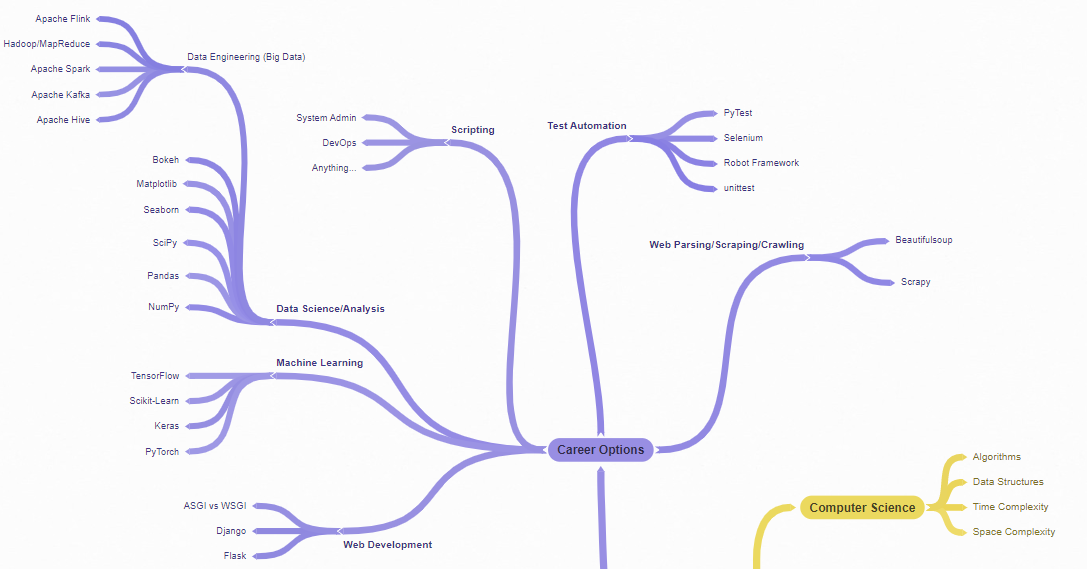 Apache Flink
Hadoop/MapReduce
Apache Spark
Apache Kafka
Apache Hive
Data Engineering (Big Data)
Bokeh
Matplotlib
Seaborn
SciPy
Pandas
NumPy
Data Science/Analysis
System Admin
DevOps
Anything...
Scripting
Test Automation
PyTest
Selenium
Robot Framework
unittest
Web Parsing/Scraping/Crawling
Beautifulsoup
Scrapy
Machine Learning
TensorFlow
Scikit-Learn
Keras
PyTorch
Career Options
ASGI vs WSGI
Django
Flask
Web Development
Computer Science
Algorithms
Data Structures
Time Complexity
Space Complexity